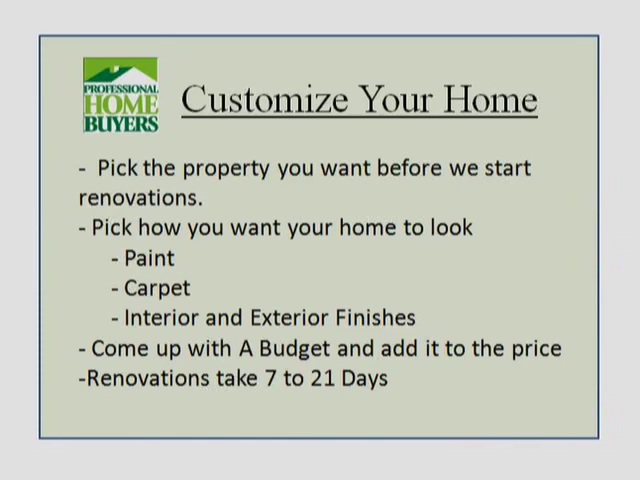 PROFESSIONAL
HOME
BUYERS
Customize Your Home
- Pick the property you want before we start
renovations.
- Pick how you want your home to look
- Paint
- Carpet
- Interior and Exterior Finishes
- Come up with A Budget and add it to the price
-Renovations take 7 to 21 Days